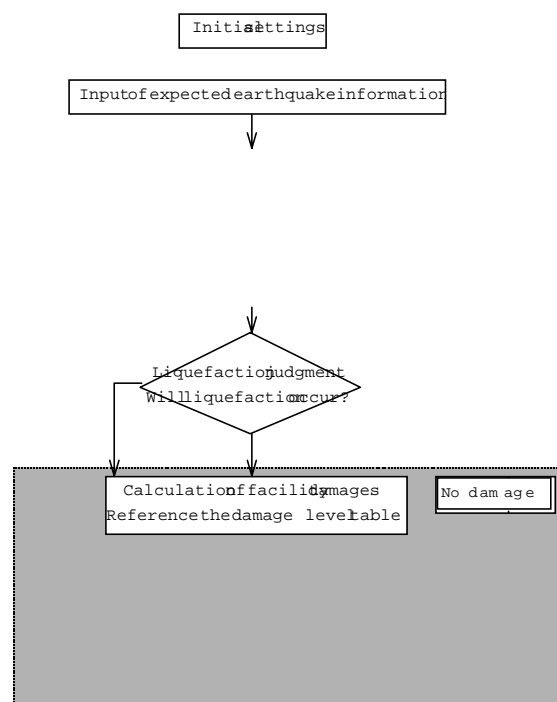 Initial settings
Input of expected earthquake information
Liquefaction judgment
Will liquefaction occur?
Calculation of facility damages
Reference the damage level table
No damage